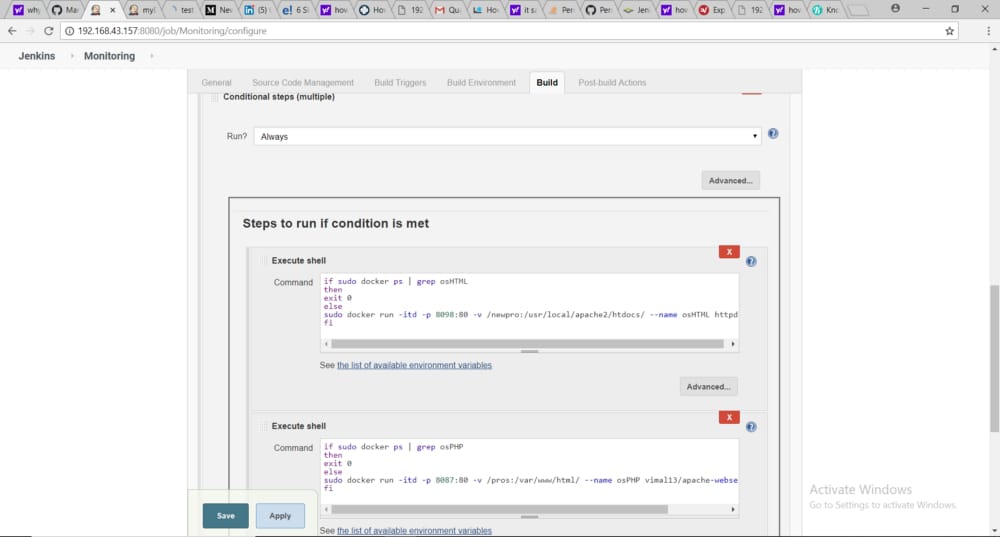 why
Ma
myl
test
Nev
(5)
6 S
how
Ho
192
Qu
Ho
it sa
Per
Per
Jen
how
Exp
192
how
Kno
192.168.43.157:8080/job/Monitoring/configure
Jenkins
Monitoring
General
Source Code Management
Build Triggers
Build Environment
Build
Post-build Actions
Conditional steps (multiple)
Run?
Always
Advanced...
Steps to run if condition is met
X
Execute shell
Command
if sudo docker ps | grep osHTML
then
exit 0
else
sudo docker run -itd -p 8098:80 -v /newpro:/usr/local/apache2/htdocs/ --name osHTML httpd
fi
See the list of available environment variables
Advanced...
X
Execute shell
Command
if sudo docker ps | grep osPHP
then
exit 0
else
sudo docker run -itd -p 8087:80 -v /pros:/var/www/html/ --name osPHP vimal13/apache-webse
fi
See the list of available environment variables
Save
Apply
Activate Windows
Go to Settings to activate Windows.